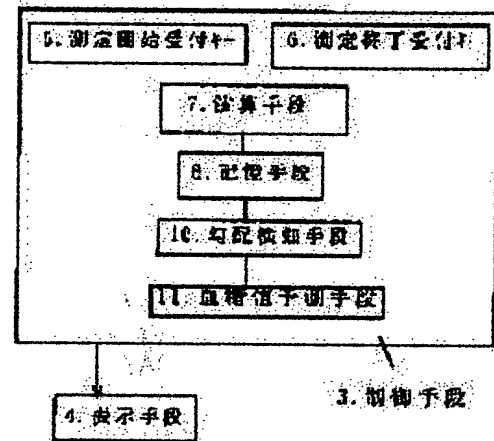 5. 測定開始受付キー
6. 測定終了受付キ
7. 演算手段
8. 記憶手段
10. 勾配検知手段
11. 血糖値予測手段
3. 制御手段
4. 表示手段